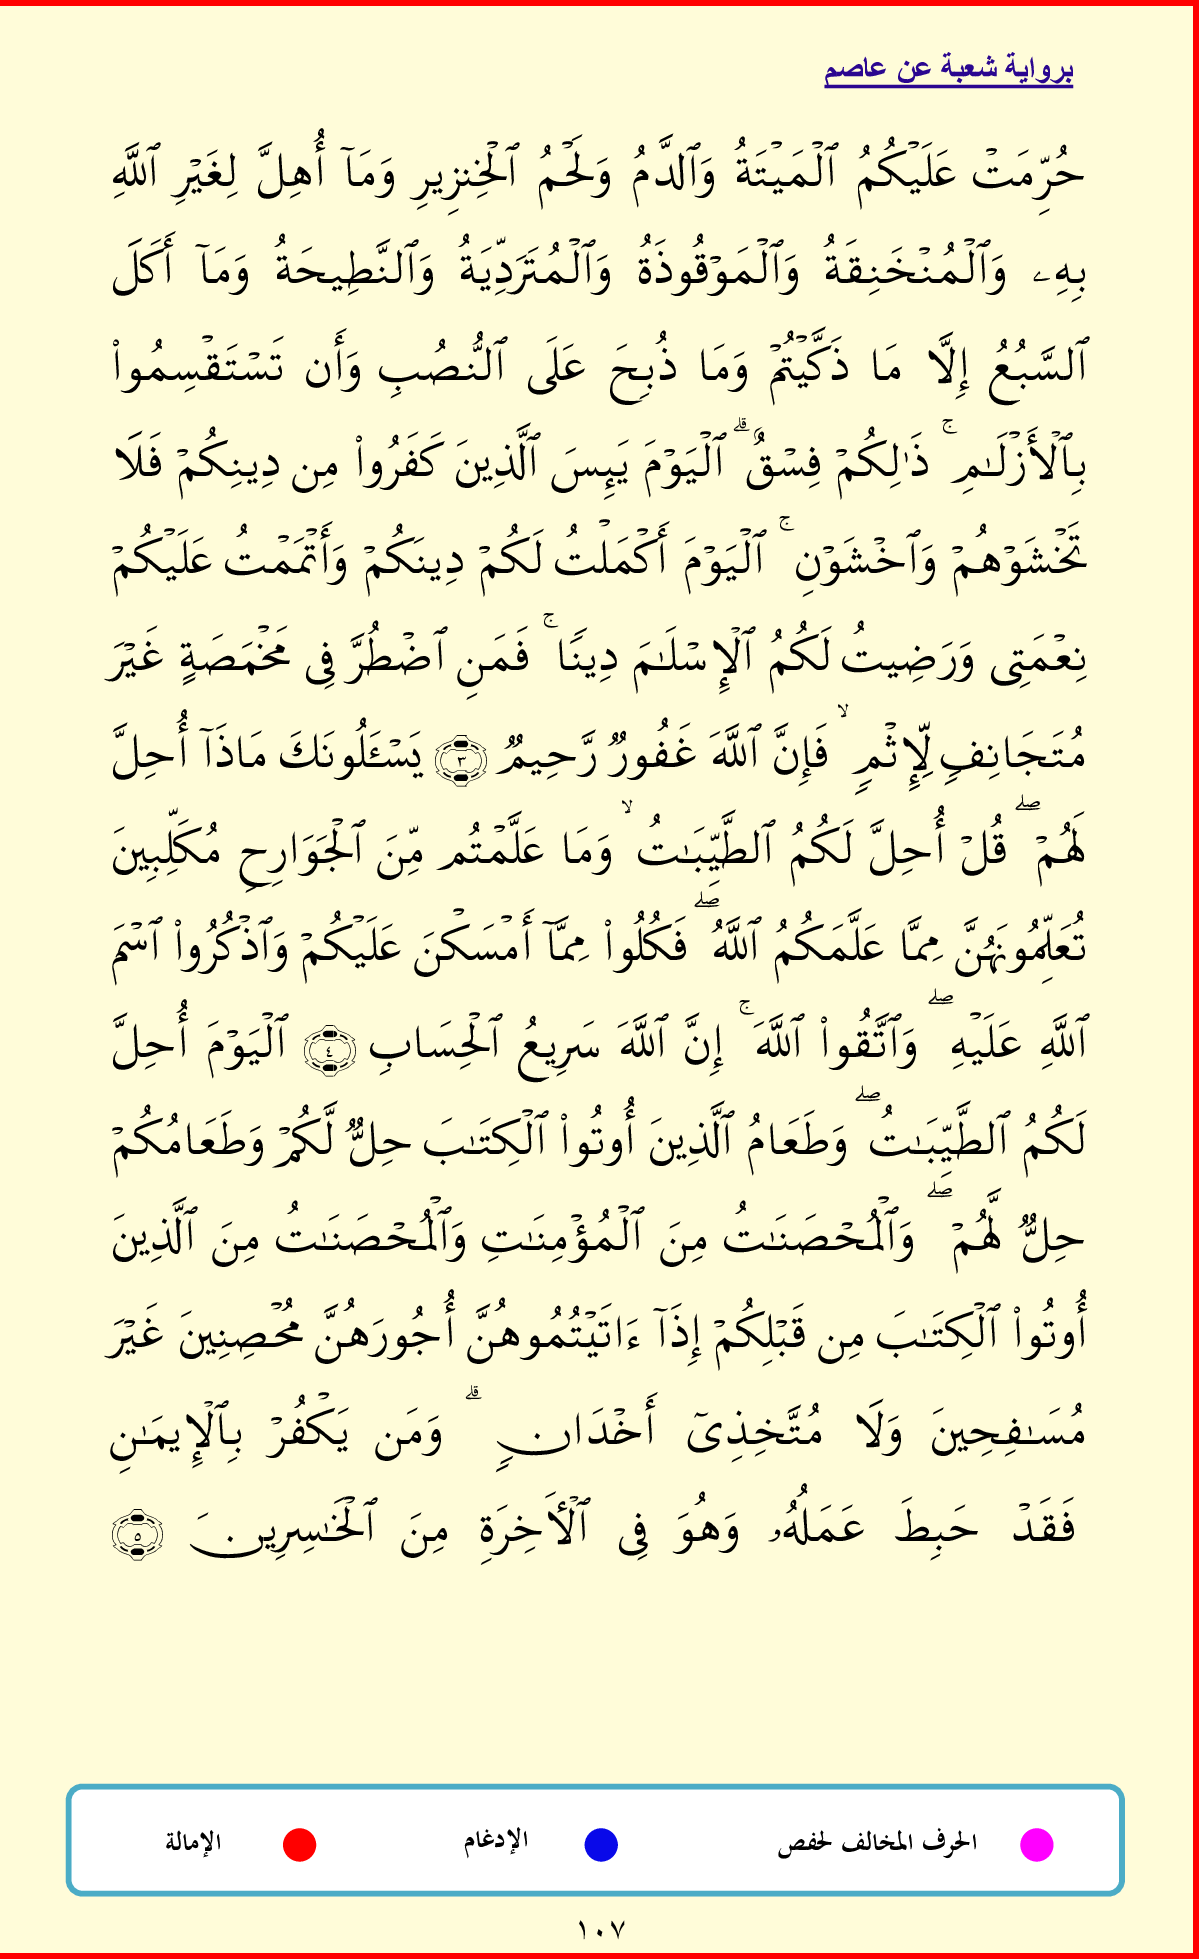 برواية شعبة عن عاصم
حُرِّمَتۡ عَلَيۡكُمُ ٱلۡمَيۡتَةُ وَٱلدَّمُ وَلَحۡمُ ٱلۡخِنزِيرِ وَمَآ أُهِلَّ لِغَيۡرِ ٱللَّهِ
بِهِۦ وَٱلۡمُنۡخَنِقَةُ وَٱلۡمَوۡقُوذَةُ وَٱلۡمُتَرَدِّيَةُ وَٱلنَّطِيحَةُ وَمَآ أَكَلَ
ٱلسَّبُعُ إِلَّا مَا ذَكَّيۡتُمۡ وَمَا ذُبِحَ عَلَى ٱلنُّصُبِ وَأَن تَسۡتَقۡسِمُواْ
بِٱلۡأَزۡلَٰمِۚ ذَٰلِكُمۡ فِسۡقٌۗ ٱلۡيَوۡمَ يَئِسَ ٱلَّذِينَ كَفَرُواْ مِن دِينِكُمۡ فَلَا
تَخۡشَوۡهُمۡ وَٱخۡشَوۡنِۚ ٱلۡيَوۡمَ أَكۡمَلۡتُ لَكُمۡ دِينَكُمۡ وَأَتۡمَمۡتُ عَلَيۡكُمۡ
نِعۡمَتِي وَرَضِيتُ لَكُمُ ٱلۡإِسۡلَٰمَ دِينٗاۚ فَمَنِ ٱضۡطُرَّ فِي مَخۡمَصَةٍ غَيۡرَ
مُتَجَانِفٖ لِّإِثۡمٖۙ فَإِنَّ ٱللَّهَ غَفُورٞ رَّحِيمٞ ٣ يَسۡـَٔلُونَكَ مَاذَآ أُحِلَّ
لَهُمۡۖ قُلۡ أُحِلَّ لَكُمُ ٱلطَّيِّبَٰتُۙ وَمَا عَلَّمۡتُم مِّنَ ٱلۡجَوَارِحِ مُكَلِّبِينَ
تُعَلِّمُونَهُنَّ مِمَّا عَلَّمَكُمُ ٱللَّهُۖ فَكُلُواْ مِمَّآ أَمۡسَكۡنَ عَلَيۡكُمۡ وَٱذۡكُرُواْ ٱسۡمَ
ٱللَّهِ عَلَيۡهِۖ وَٱتَّقُواْ ٱللَّهَۚ إِنَّ ٱللَّهَ سَرِيعُ ٱلۡحِسَابِ ٤ ٱلۡيَوۡمَ أُحِلَّ
لَكُمُ ٱلطَّيِّبَٰتُۖ وَطَعَامُ ٱلَّذِينَ أُوتُواْ ٱلۡكِتَٰبَ حِلّٞ لَّكُمۡ وَطَعَامُكُمۡ
حِلّٞ لَّهُمۡۖ وَٱلۡمُحۡصَنَٰتُ مِنَ ٱلۡمُؤۡمِنَٰتِ وَٱلۡمُحۡصَنَٰتُ مِنَ ٱلَّذِينَ
أُوتُواْ ٱلۡكِتَٰبَ مِن قَبۡلِكُمۡ إِذَآ ءَاتَيۡتُمُوهُنَّ أُجُورَهُنَّ مُحۡصِنِينَ غَيۡرَ
مُسَٰفِحِينَ وَلَا مُتَّخِذِيٓ أَخۡدَانٖۗ وَمَن يَكۡفُرۡ بِٱلۡإِيمَٰنِ
فَقَدۡ حَبِطَ عَمَلُهُۥ وَهُوَ فِي ٱلۡأٓخِرَةِ مِنَ ٱلۡخَٰسِرِينَ ٥
الحرف المخالف لحفص الإدغام الإمالة
١٠٧